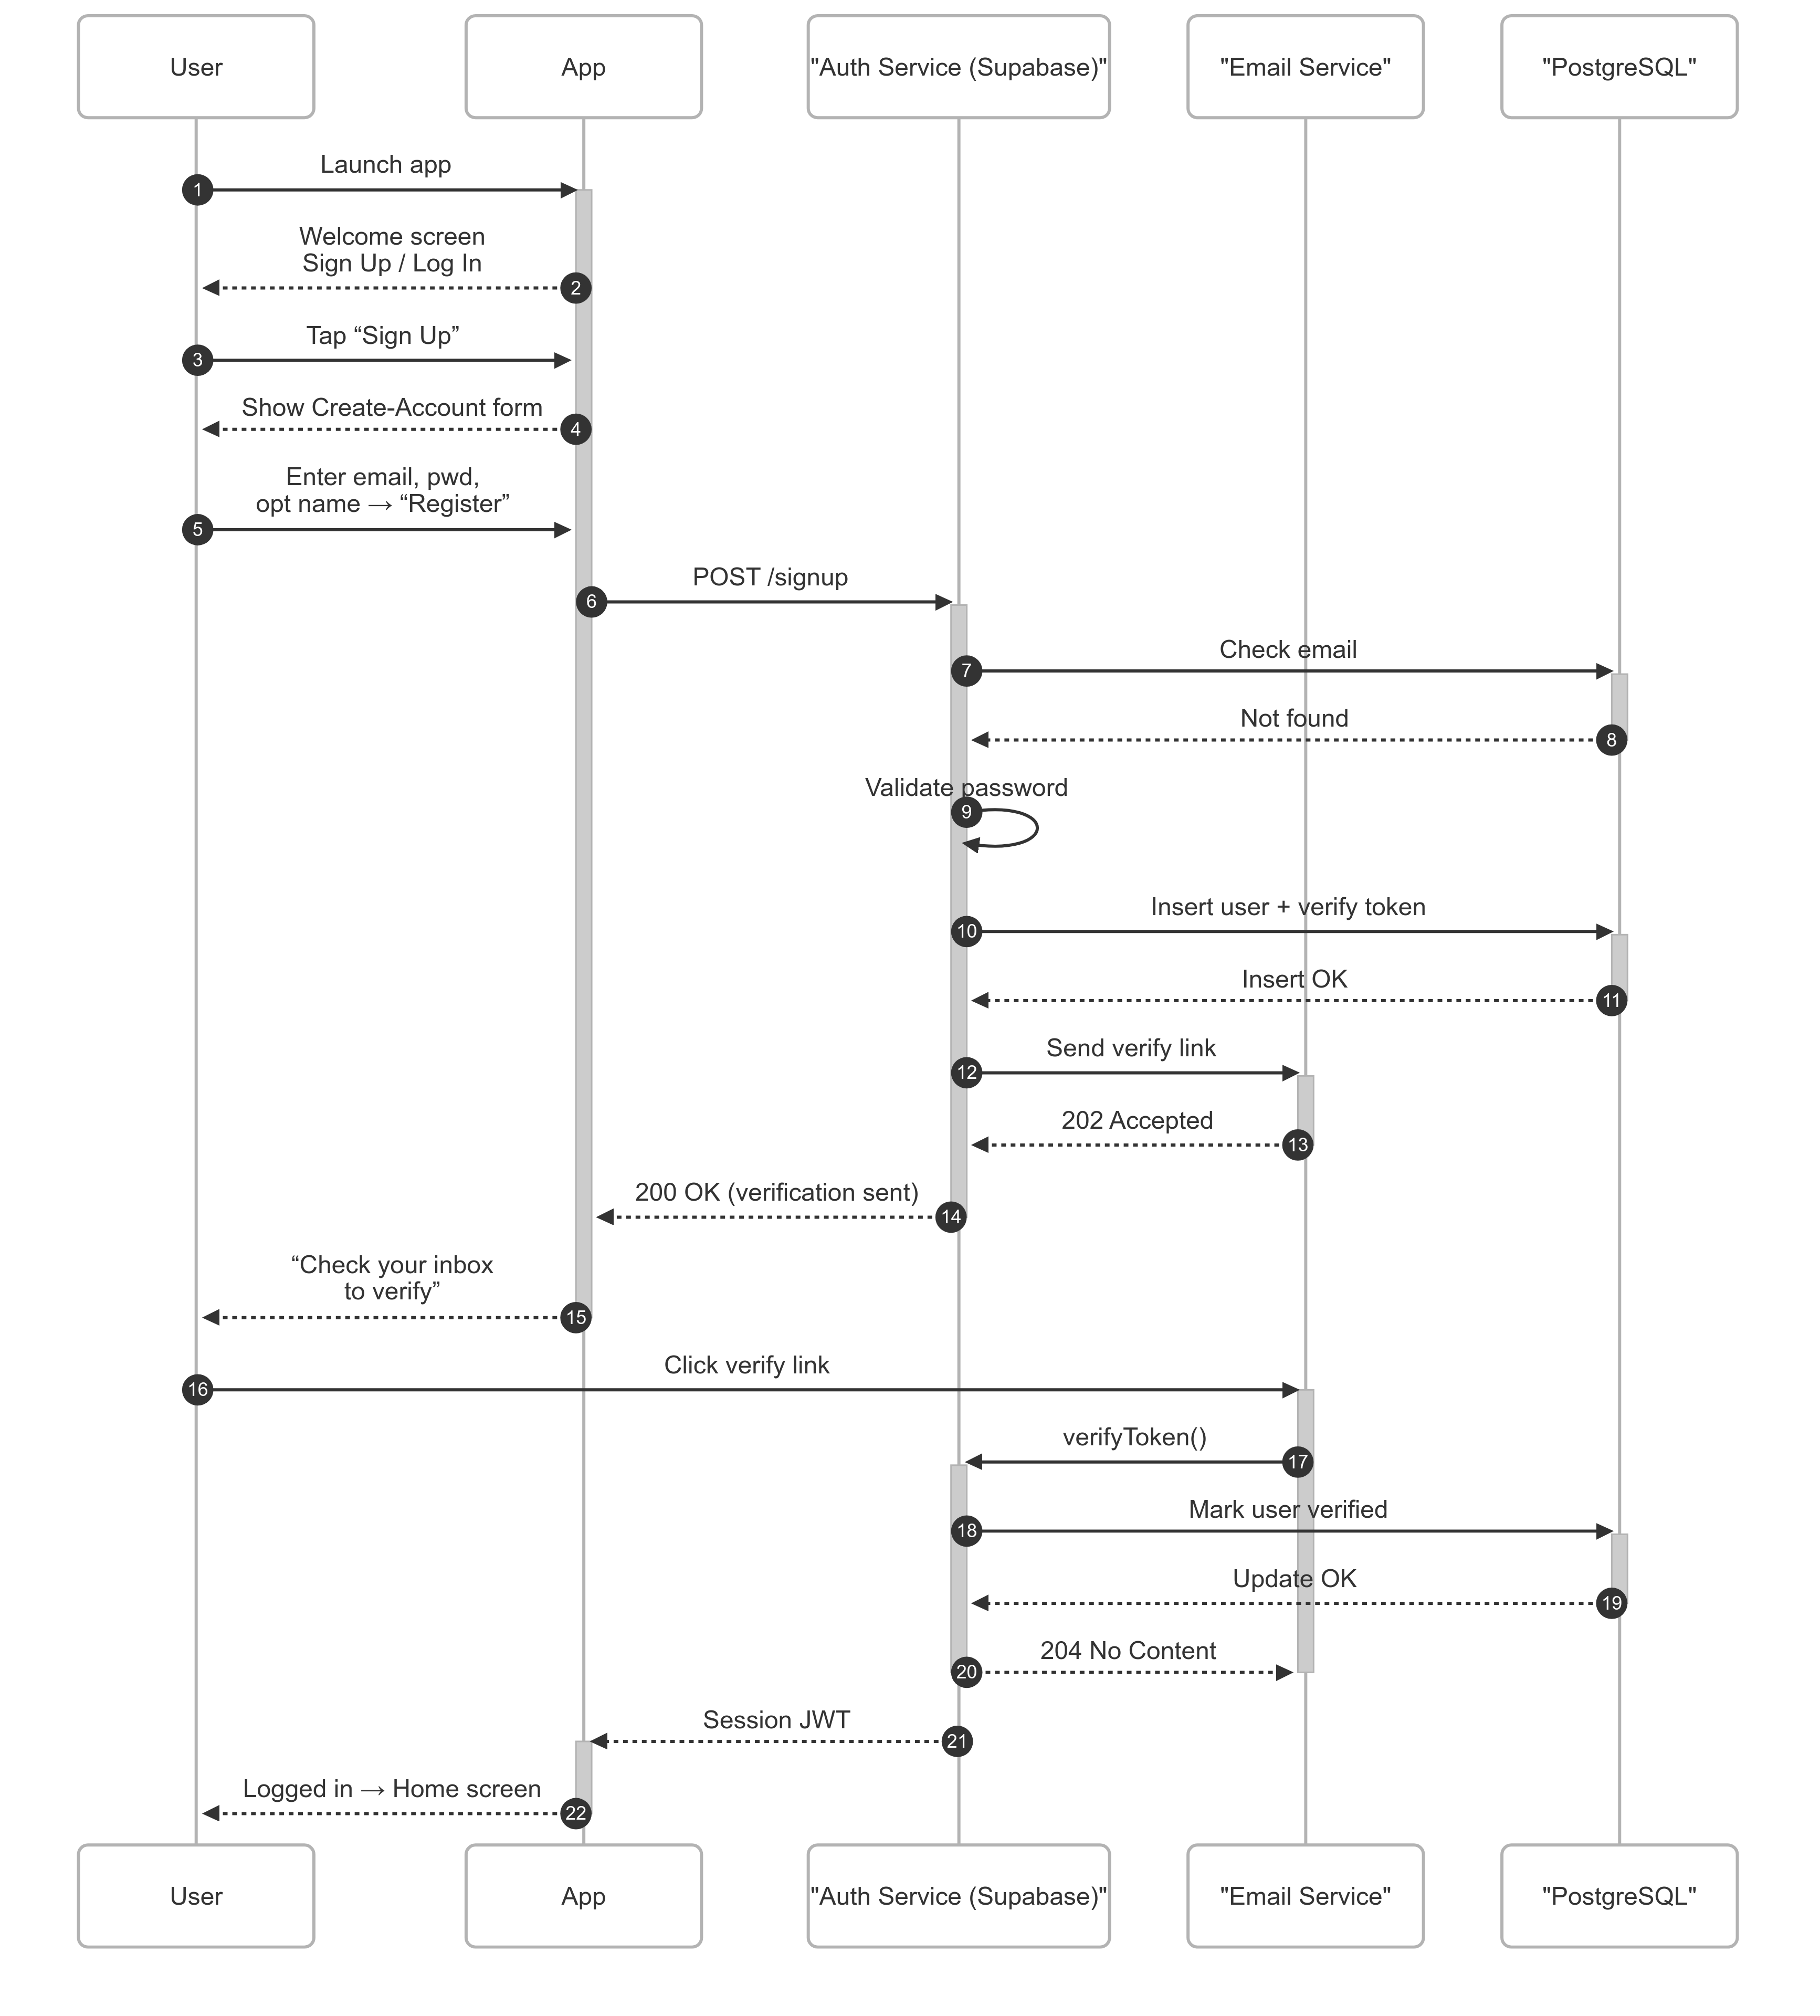 User
App
"Auth Service (Supabase)"
"Email Service"
"PostgreSQL"
Launch app
1
Welcome screen
Sign Up / Log In
2
Tap “Sign Up”
3
Show Create-Account form
4
Enter email, pwd,
opt name → “Register”
5
POST /signup
6
Check email
7
Not found
8
Validate password
9
Insert user + verify token
10
Insert OK
11
Send verify link
12
202 Accepted
13
200 OK (verification sent)
14
“Check your inbox
to verify”
15
Click verify link
16
verifyToken()
17
Mark user verified
18
Update OK
19
204 No Content
20
Session JWT
21
Logged in → Home screen
22
User
App
"Auth Service (Supabase)"
"Email Service"
"PostgreSQL"